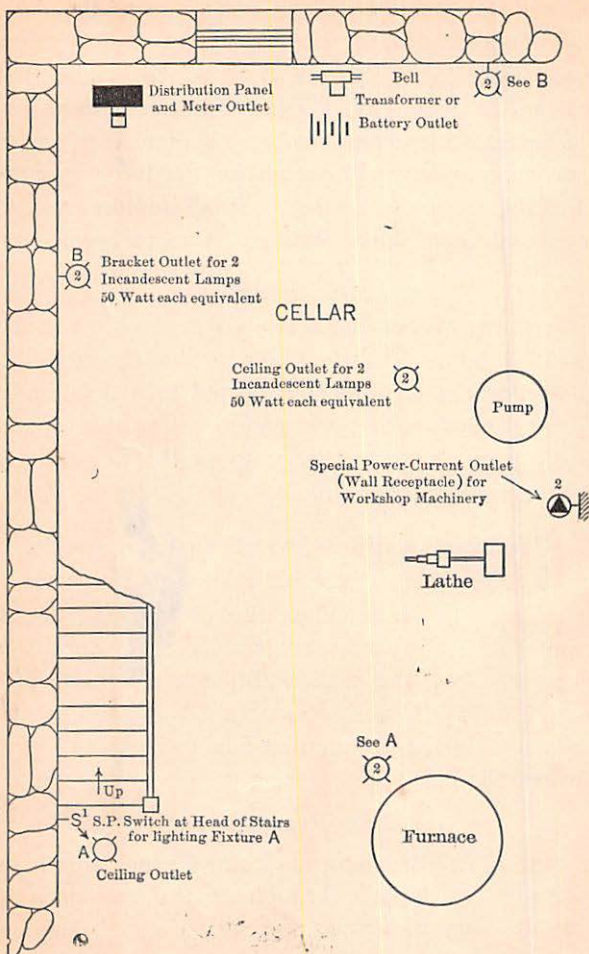 Distribution Panel
and Meter Outlet
Bell
Transformer or
Battery Outlet
2
See B
B
2
Bracket Outlet for 2
Incandescent Lamps
50 Watt each equivalent
CELLAR
Ceiling Outlet for 2
Incandescent Lamps
50 Watt each equivalent
2
Pump
Special Power-Current Outlet
(Wall Receptacle) for
Workshop Machinery
2
Lathe
See A
2
Furnace
Up
S¹ S.P. Switch at Head of Stairs
for lighting Fixture A
A
Ceiling Outlet